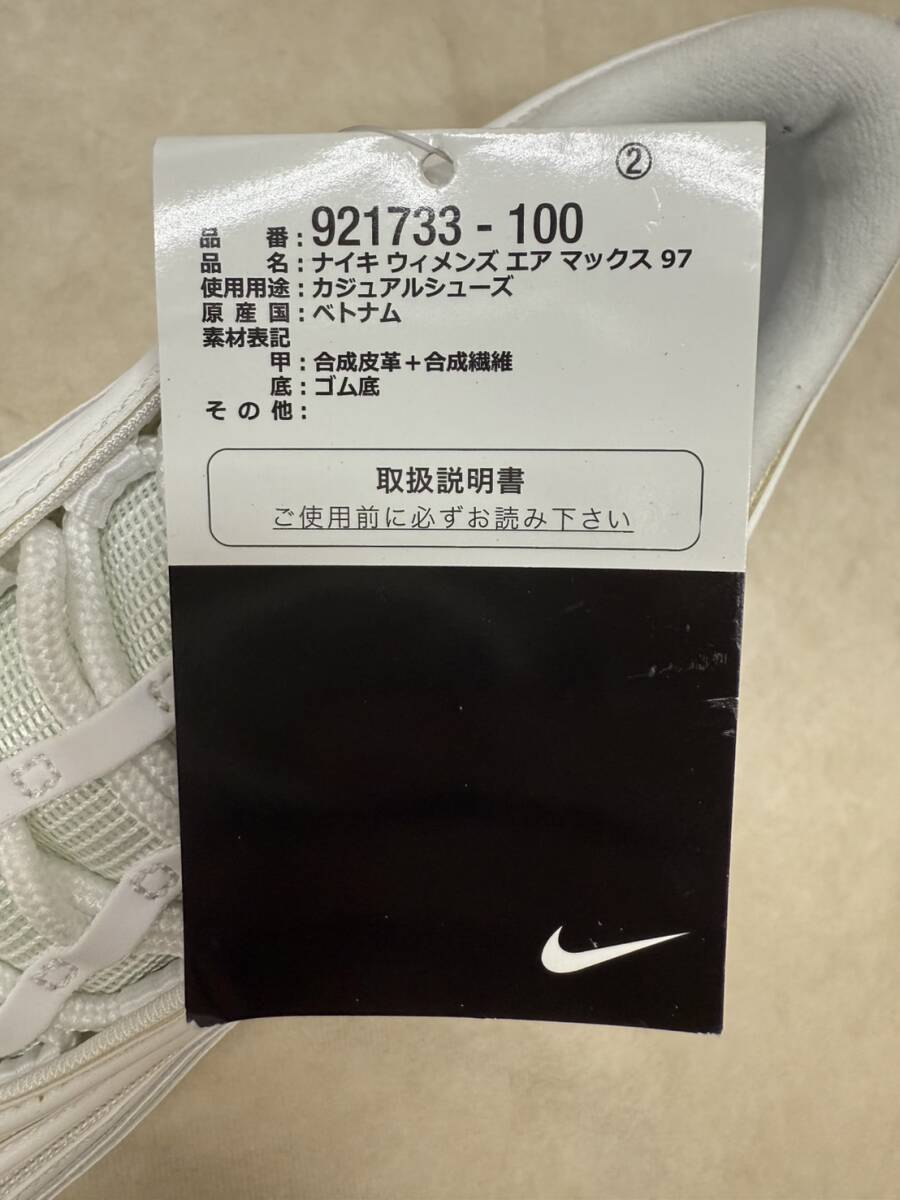 ②
品番:921733-100
品名:ナイキ ウィメンズ エア マックス 97
使用用途:カジュアルシューズ
原産国:ベトナム
素材表記
甲:合成皮革+合成繊維
底:ゴム底
その他:
取扱説明書
ご使用前に必ずお読み下さい